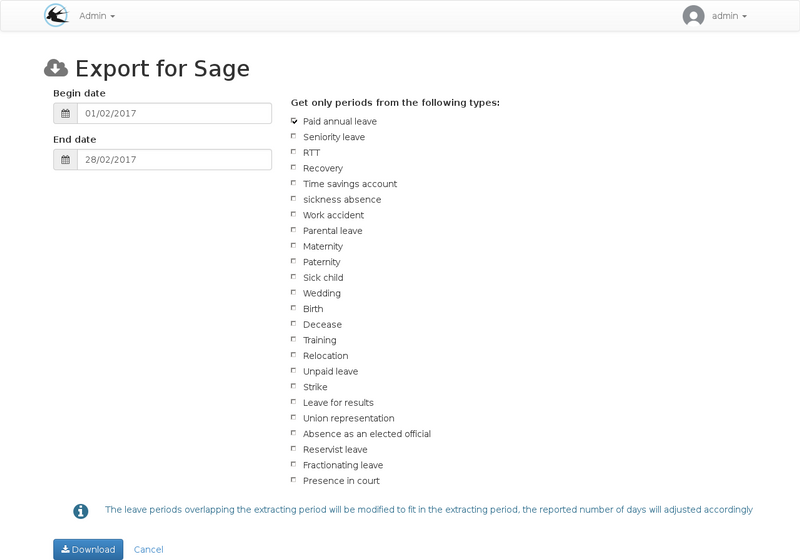 Admin
admin
Export for Sage
Begin date
01/02/2017
End date
28/02/2017
Get only periods from the following types:
Paid annual leave
Seniority leave
RTT
Recovery
Time savings account
sickness absence
Work accident
Parental leave
Maternity
Paternity
Sick child
Wedding
Birth
Decease
Training
Relocation
Unpaid leave
Strike
Leave for results
Union representation
Absence as an elected official
Reservist leave
Fractionating leave
Presence in court
The leave periods overlapping the extracting period will be modified to fit in the extracting period, the reported number of days will adjusted accordingly
Download Cancel